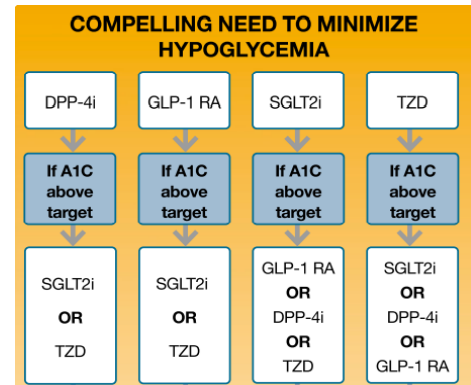 COMPELLING NEED TO MINIMIZE
HYPOGLYCEMIA
DPP-4i
GLP-1 RA
SGLT2i
TZD
If A1C
above
target
If A1C
above
target
If A1C
above
target
If A1C
above
target
SGLT2i
OR
TZD
SGLT2i
OR
TZD
GLP-1 RA
OR
DPP-4i
OR
TZD
SGLT2i
OR
DPP-4i
OR
GLP-1 RA